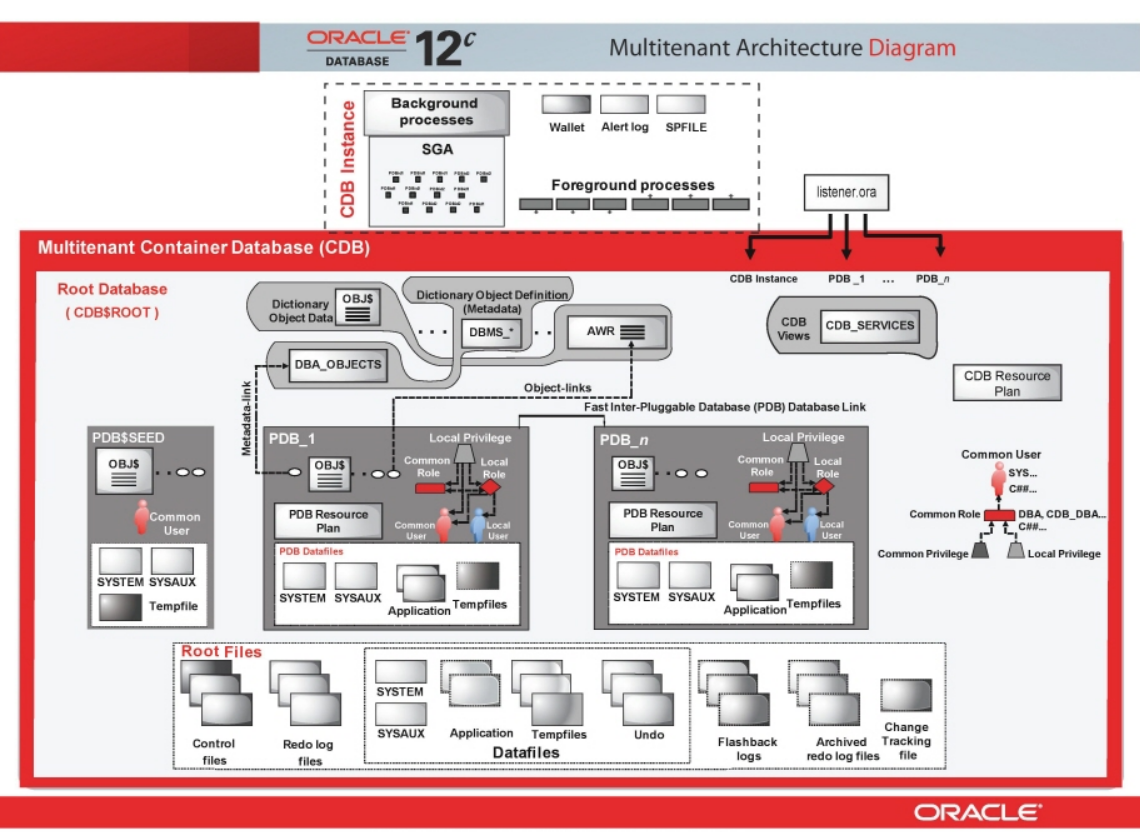 ORACLE
DATABASE
12c
Multitenant Architecture Diagram
CDB Instance
Background
processes
SGA
Wallet
Alert log
SPFILE
Foreground processes
listener.ora
Multitenant Container Database (CDB)
CDB Instance
PDB_1
...
PDB_n
Root Database
( CDB$ROOT )
Dictionary
Object Data
OBJ$
Dictionary Object Definition
(Metadata)
DBMS_*
AWR
DBA_OBJECTS
CDB
Views
CDB_SERVICES
CDB Resource
Plan
Metadata-link
Object-links
Fast Inter-Pluggable Database (PDB) Database Link
PDB$SEED
OBJ$
Common
User
SYSTEM
SYSAUX
Tempfile
PDB_1
Local Privilege
OBJ$
Common
Role
Local
Role
PDB Resource
Plan
Common
User
Local
User
PDB Datafiles
SYSTEM
SYSAUX
Application
Tempfiles
PDB_n
Local Privilege
OBJ$
Common
Role
Local
Role
PDB Resource
Plan
Common
User
Local
User
PDB Datafiles
SYSTEM
SYSAUX
Application
Tempfiles
Common User
SYS...
C##...
Common Role
DBA, CDB_DBA...
C##...
Common Privilege
Local Privilege
Root Files
Control
files
Redo log
files
SYSTEM
SYSAUX
Application
Tempfiles
Undo
Datafiles
Flashback
logs
Archived
redo log files
Change
Tracking
file
ORACLE